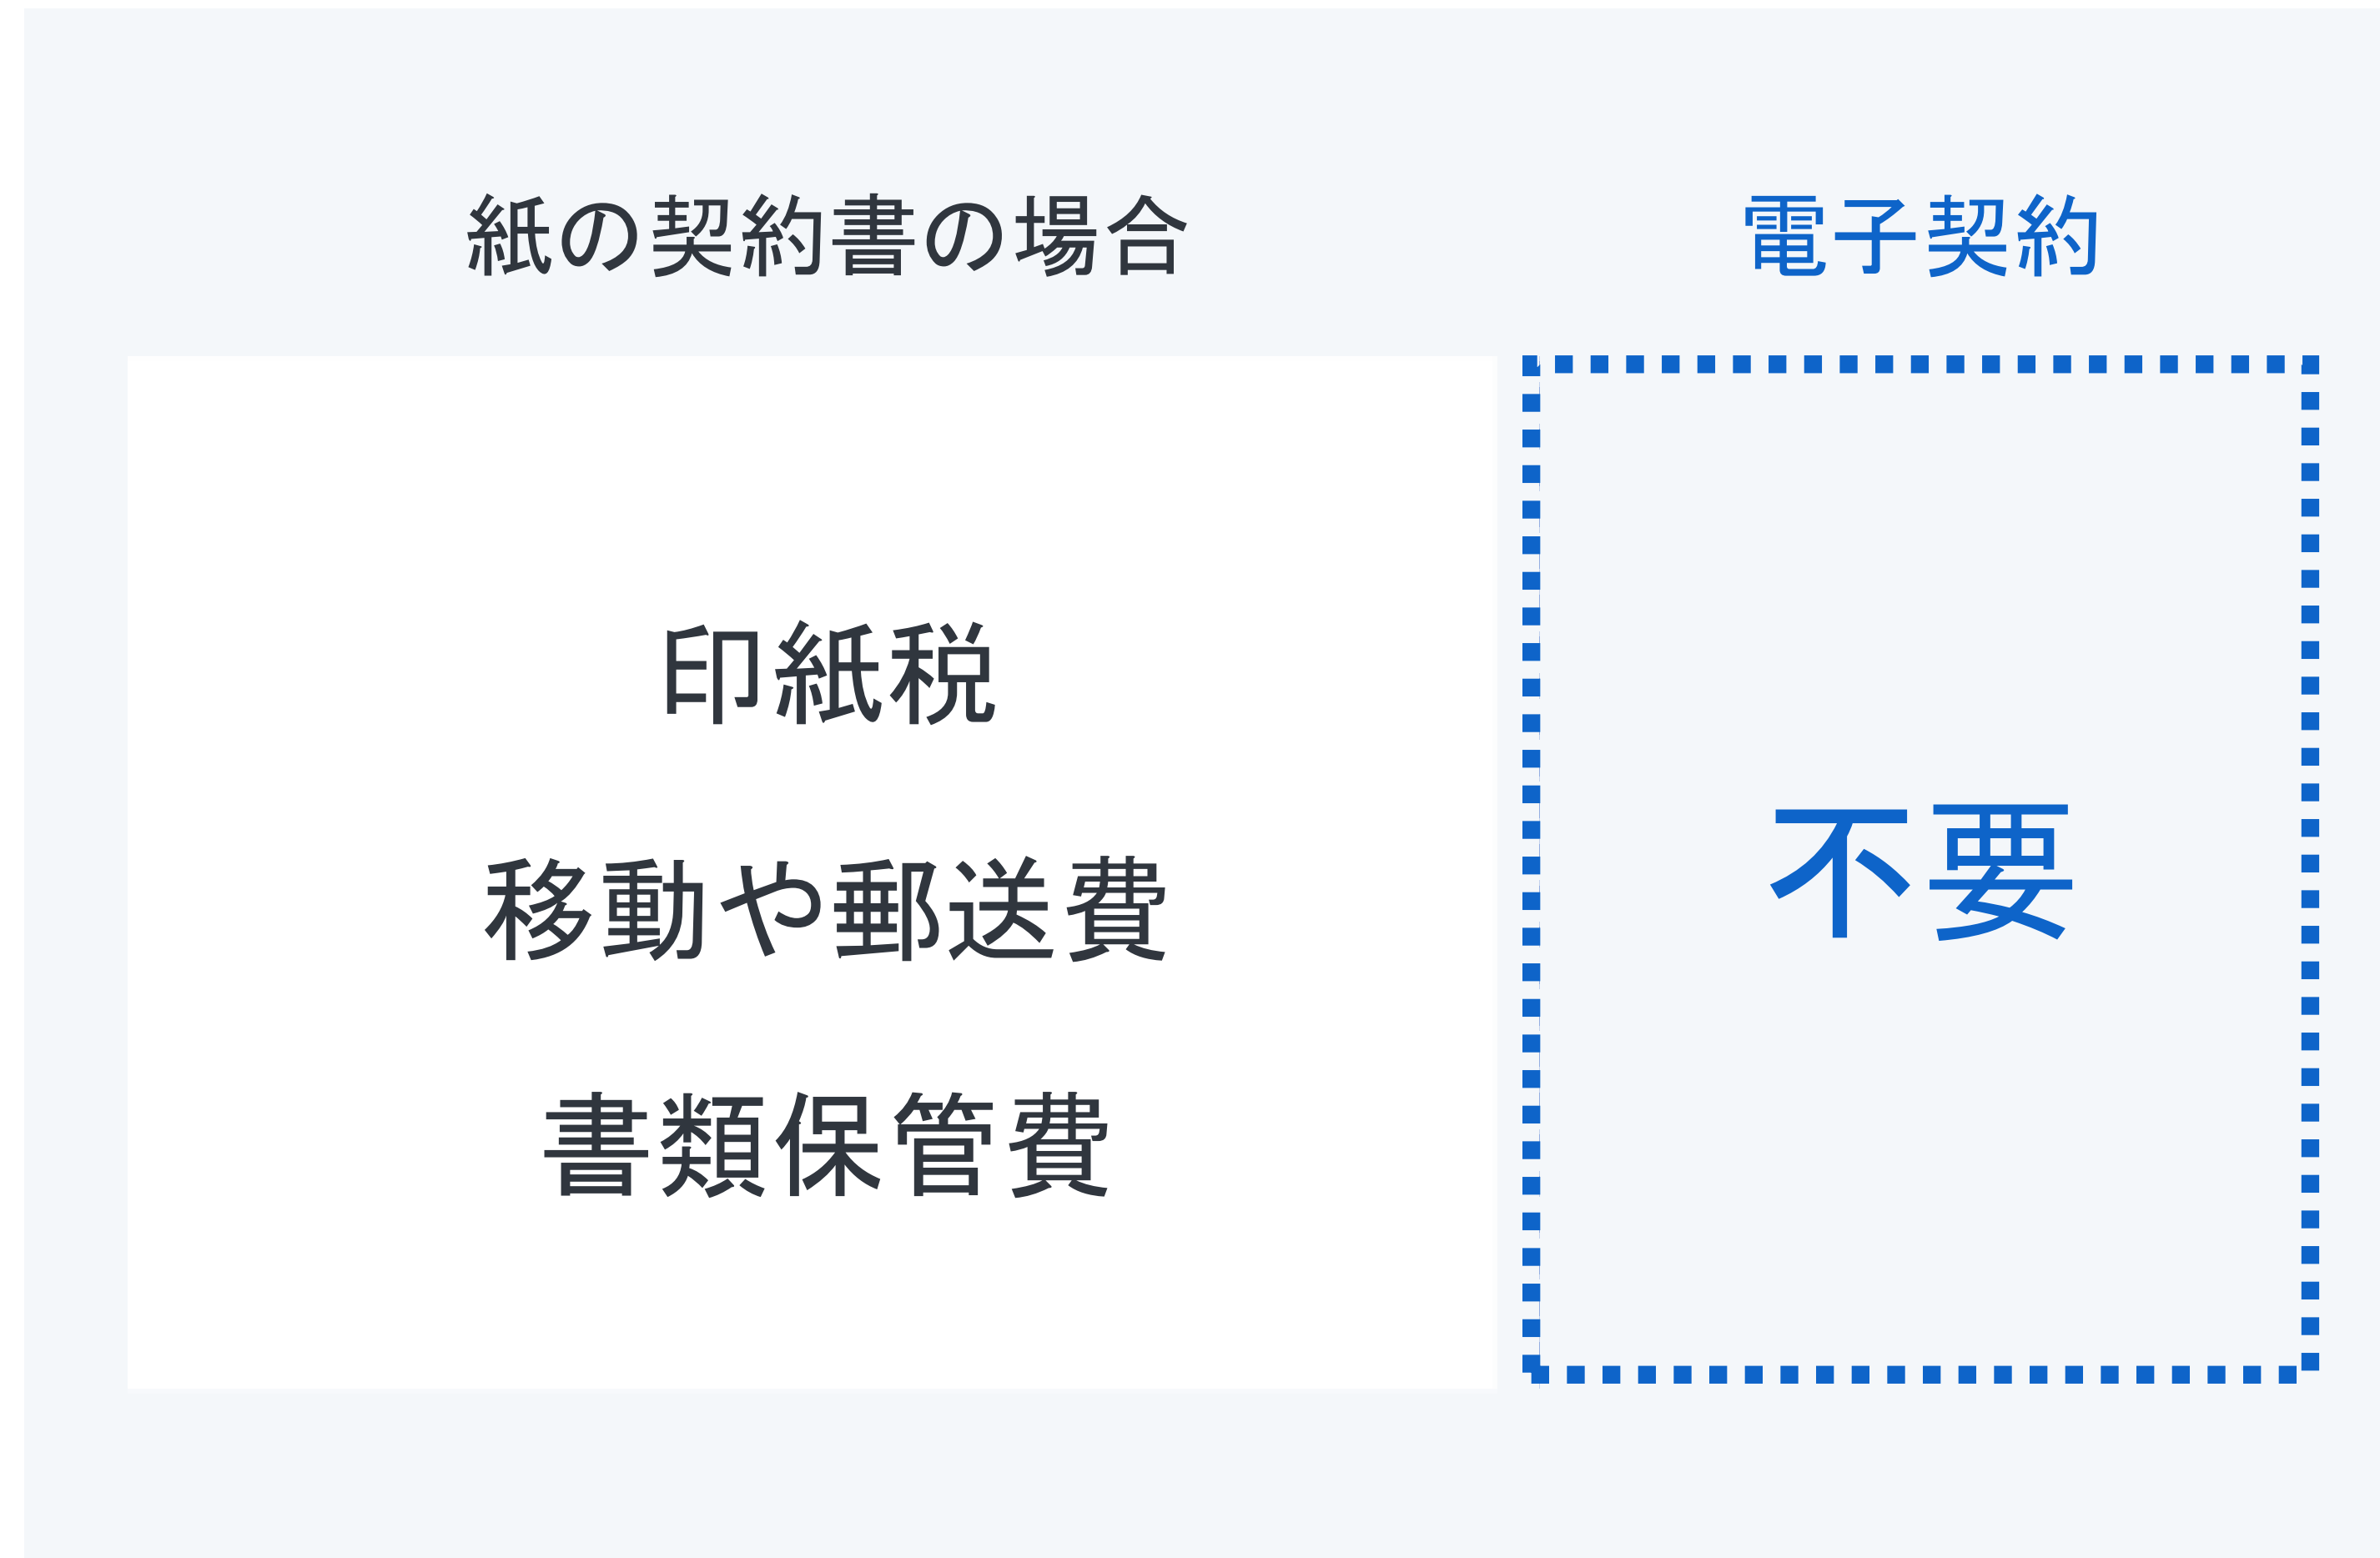 紙の契約書の場合
電子契約
印紙税
移動や郵送費
書類保管費
不要